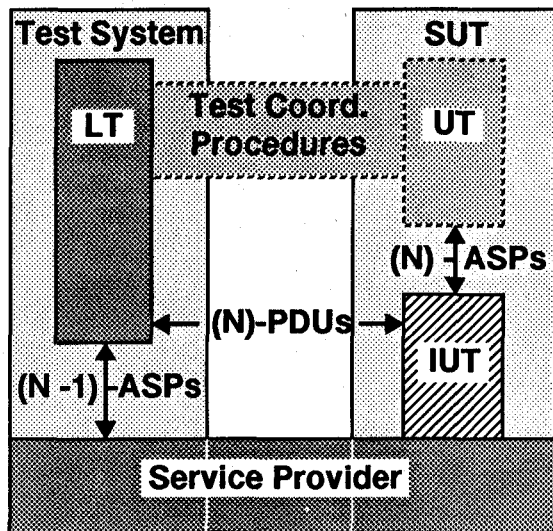 Test System
SUT
LT
Test Coord.
Procedures
UT
(N) - ASPs
(N)-PDUs
IUT
(N -1) - ASPs
Service Provider